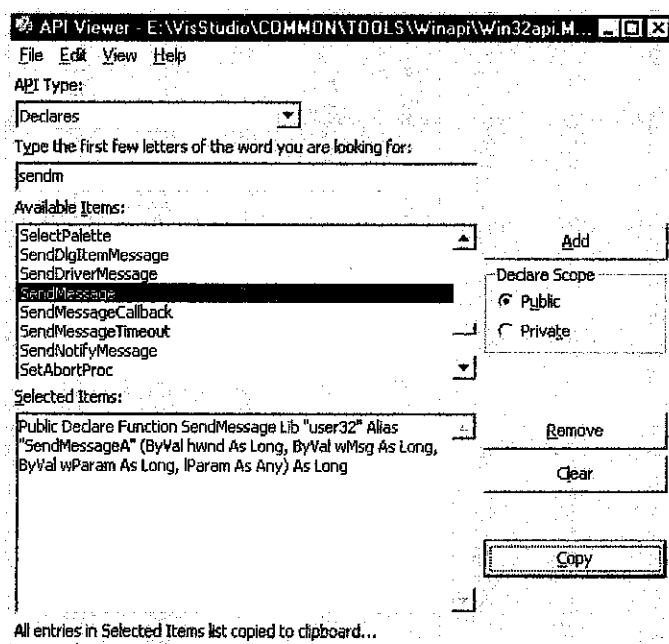 API Viewer - E:\VisStudio\COMMON\TOOLS\Winapi\Win32api.M...
File Edit View Help
API Type:
Declares
Type the first few letters of the word you are looking for:
sendm
Available Items:
SelectPalette
SendDlgItemMessage
SendDriverMessage
SendMessage
SendMessageCallback
SendMessageTimeout
SendNotifyMessage
SetAbortProc
Add
Declare Scope
Public
Private
Selected Items:
Public Declare Function SendMessage Lib "user32" Alias
"SendMessageA" (ByVal hwnd As Long, ByVal wMsg As Long,
ByVal wParam As Long, lParam As Any) As Long
Remove
Clear
Copy
All entries in Selected Items list copied to clipboard...